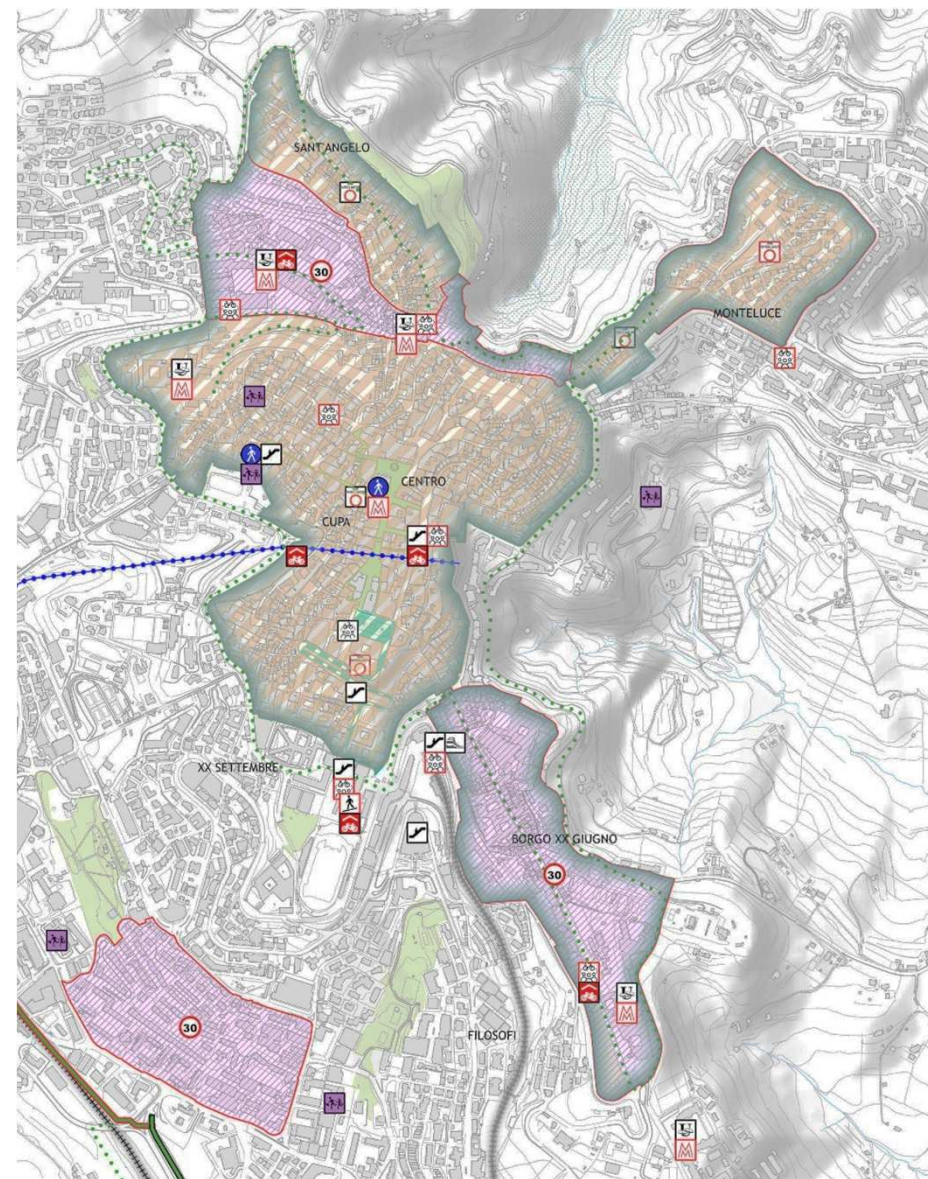 SANT'ANGELO
30
MONTELUCE
CENTRO
CUPA
XX SETTEMBRE
BORGO XX GIUGNO
30
30
FILOSOFI